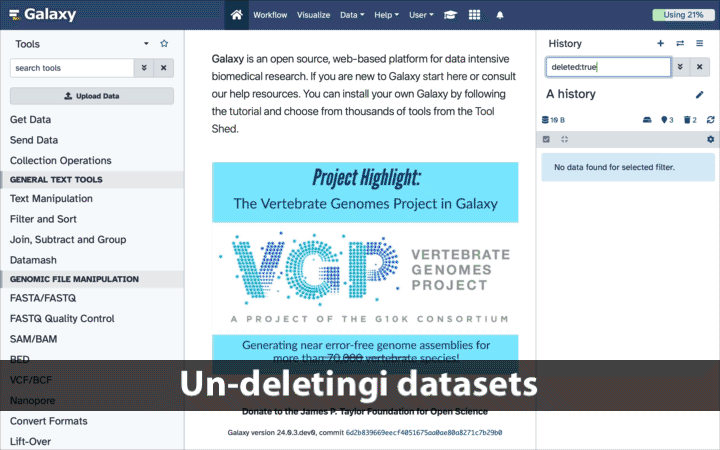 Galaxy
Workflow Visualize Data Help User
Using 21%
Tools
search tools
Upload Data
Get Data
Send Data
Collection Operations
GENERAL TEXT TOOLS
Text Manipulation
Filter and Sort
Join, Subtract and Group
Datamash
GENOMIC FILE MANIPULATION
FASTA/FASTQ
FASTQ Quality Control
SAM/BAM
BED
VCF/BCF
Nanopore
Convert Formats
Lift-Over
Galaxy is an open source, web-based platform for data intensive
biomedical research. If you are new to Galaxy start here or consult
our help resources. You can install your own Galaxy by following
the tutorial and choose from thousands of tools from the Tool
Shed.
Project Highlight:
The Vertebrate Genomes Project in Galaxy
VGP
VERTEBRATE
GENOMES
PROJECT
A PROJECT OF THE G10K CONSORTIUM
Generating near error-free genome assemblies for
more than 70,000 vertebrate species!
Un-deletingi datasets
Donate to the James P. Taylor Foundation for Open Science
Galaxy version 24.0.3.dev0, commit 6d2b839669eecf4051675aa0ae80a8271c7b29b0
History
deleted:true
A history
10 B
3 2
No data found for selected filter.